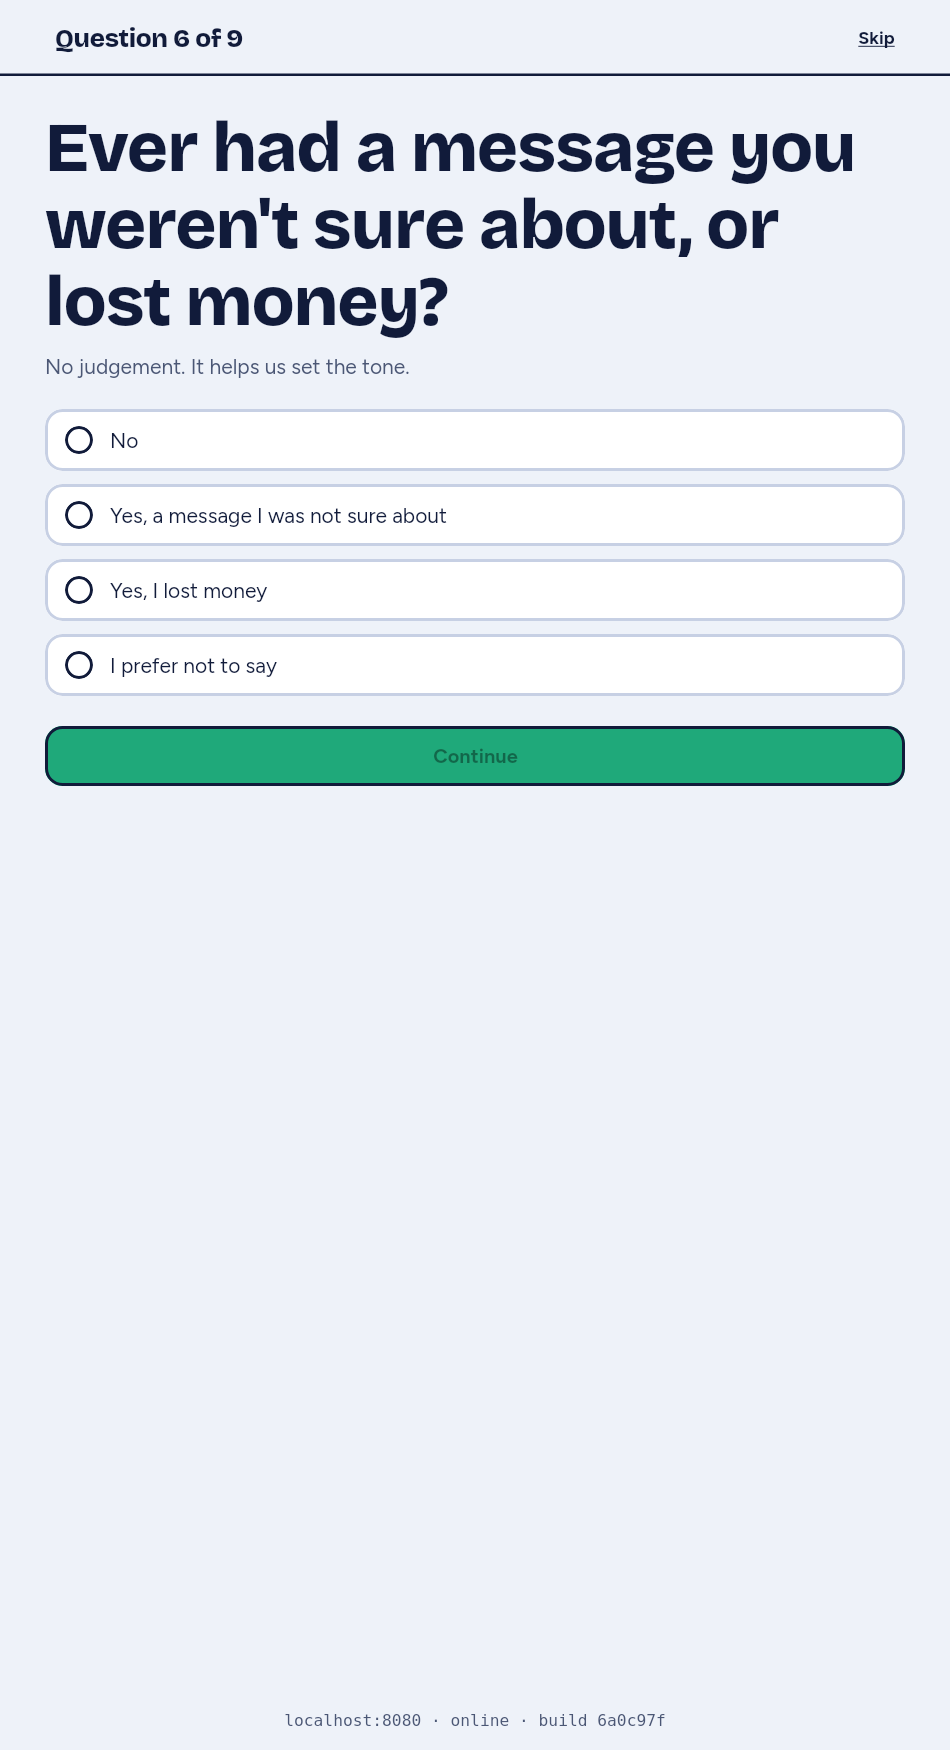 Question 6 of 9
Skip
Ever had a message you
weren't sure about, or
lost money?
No judgement. It helps us set the tone.
No
Yes, a message I was not sure about
Yes, I lost money
I prefer not to say
Continue
localhost:8080 · online · build 6a0c97f